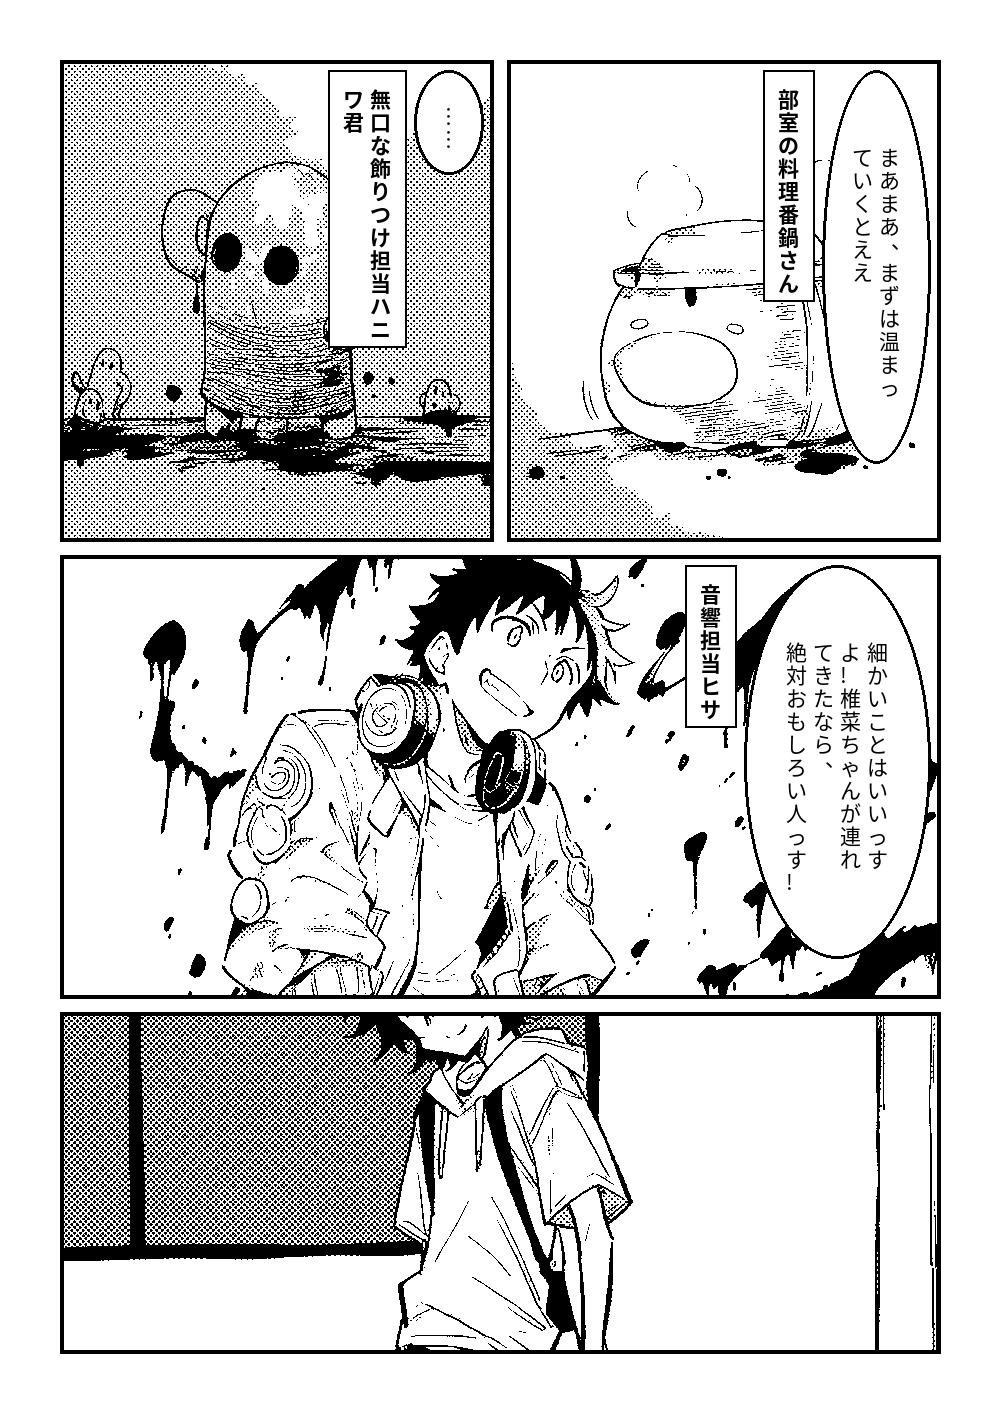 まあまあ、まずは温まっ
ていくとええ
部室の料理番鍋さん
……
無口な飾りつけ担当ハニ
ワ君
細かいことはいいっす
よ！椎菜ちゃんが連れ
てきたなら、
絶対おもしろい人っす！
音響担当ヒサ